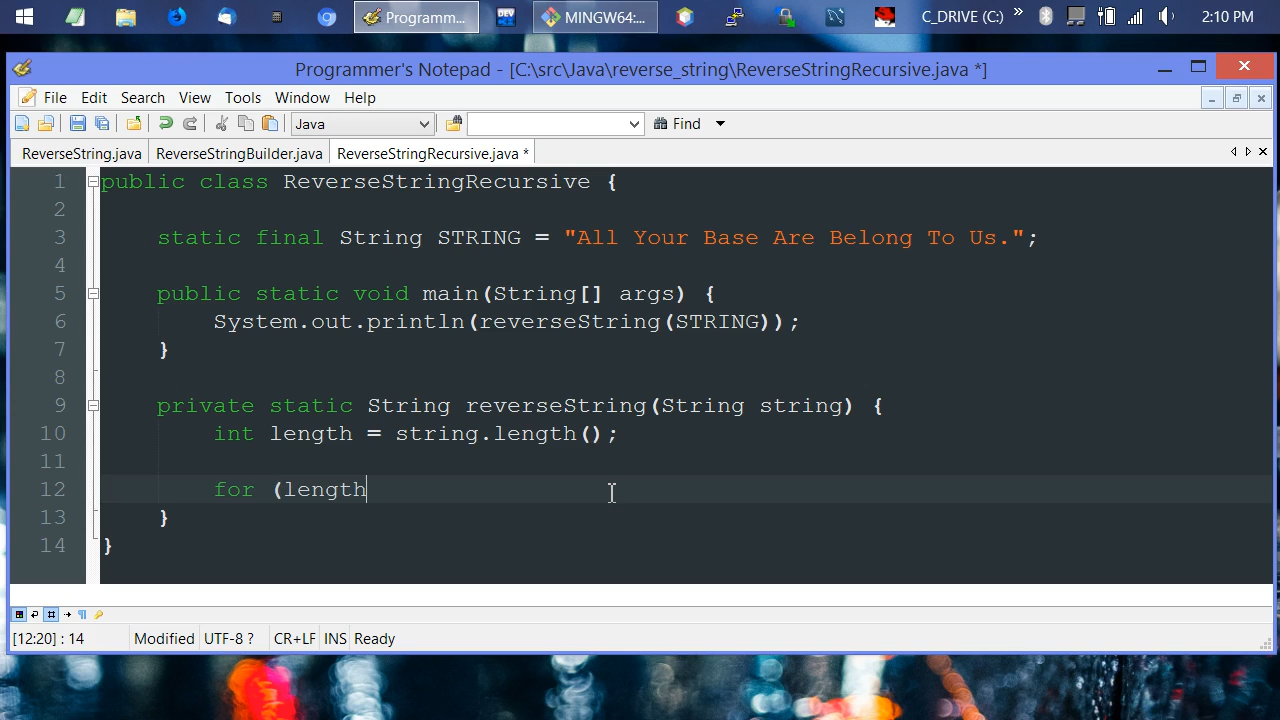 Programm... MINGW64:... C_DRIVE (C:) » 2:10 PM
Programmer's Notepad - [C:\src\Java\reverse_string\ReverseStringRecursive.java *]
File Edit Search View Tools Window Help
Java Find
ReverseString.java ReverseStringBuilder.java ReverseStringRecursive.java *
1 public class ReverseStringRecursive {
2
3 static final String STRING = "All Your Base Are Belong To Us.";
4
5 public static void main(String[] args) {
6 System.out.println(reverseString(STRING));
7 }
8
9 private static String reverseString(String string) {
10 int length = string.length();
11
12 for (length
13 }
14 }
[12:20] : 14 Modified UTF-8 ? CR+LF INS Ready